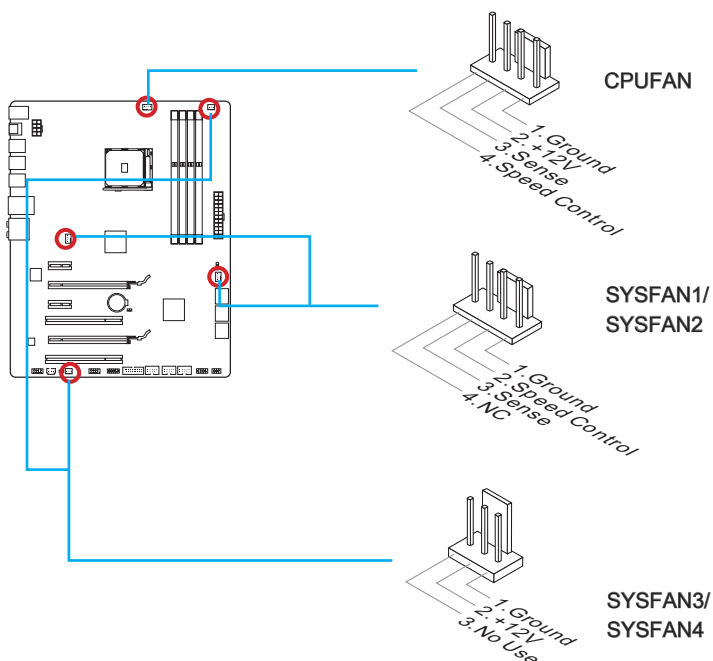 CPUFAN
1.Ground
2.+12V
3.Sense
4.Speed Control
SYSFAN1/
SYSFAN2
1.Ground
2.Speed Control
3.Sense
4.NC
SYSFAN3/
SYSFAN4
1.Ground
2.+12V
3.No Use